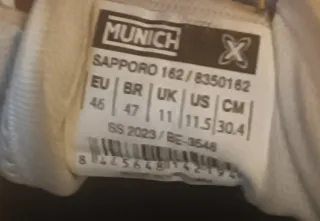 MUNICH X
SAPPORO 162 / 8350162
EU BR UK US CM
46 47 11 11.5 30.4
SS 2023 / BE-3546